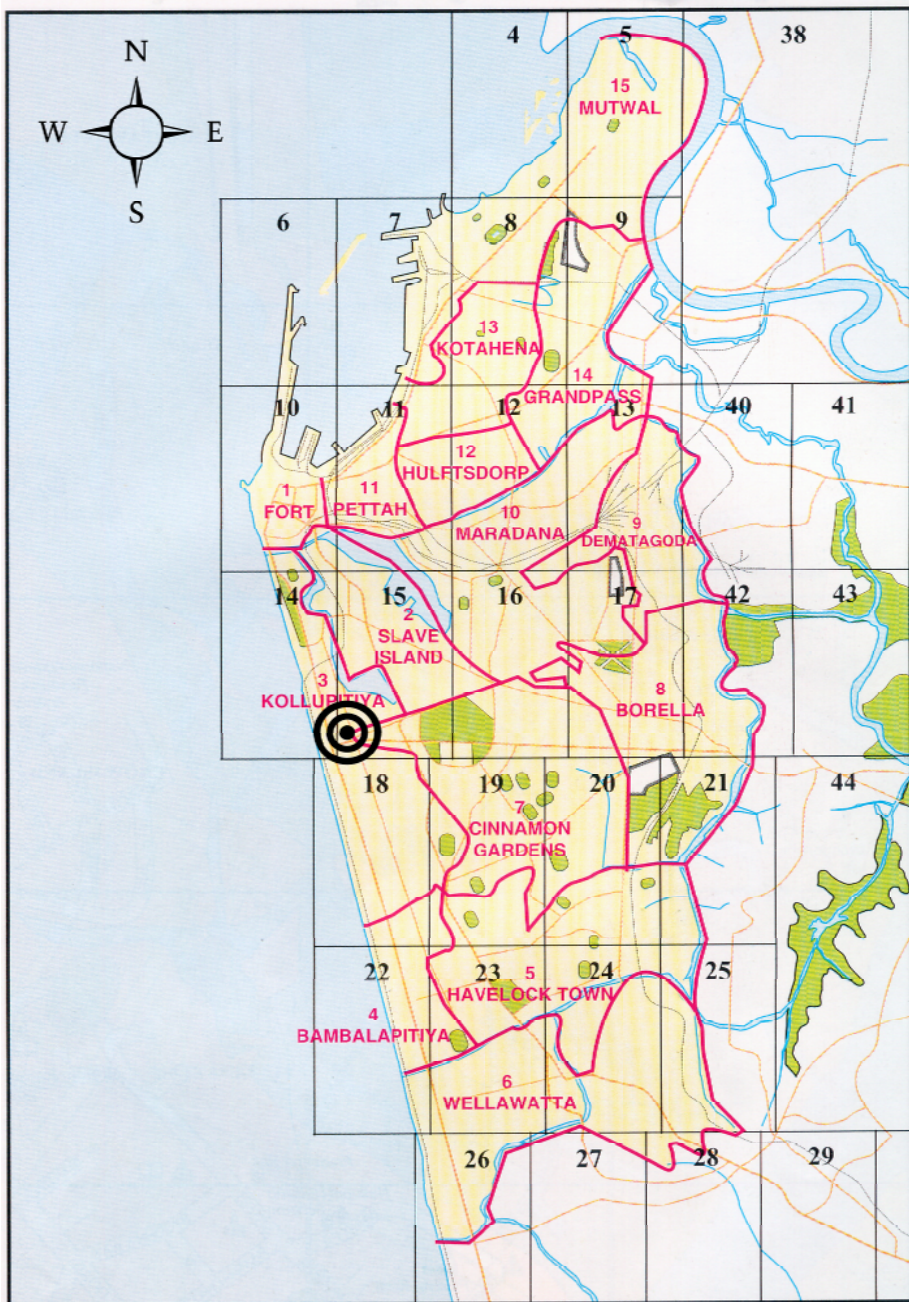 4
5
38
N
W
E
S
15
MUTWAL
6
7
8
9
13
KOTAHENA
14
GRANDPASS
10
11
12
13
40
41
12
HULFTSDORP
1
FORT
11
PETTAH
10
MARADANA
9
DEMATAGODA
14
15
16
17
42
43
2
SLAVE
ISLAND
3
KOLLUPITIYA
8
BORELLA
18
19
20
21
44
7
CINNAMON
GARDENS
22
23
24
25
5
HAVELOCK TOWN
4
BAMBALAPITIYA
6
WELLAWATTA
26
27
28
29